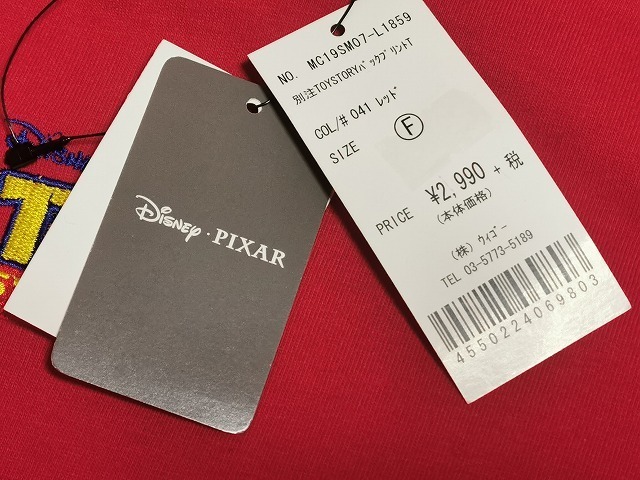 Disney · PIXAR
NO. MC19SM07-L1859
別注TOYSTORYバックプリントT
COL/# 041 レッド
SIZE F
PRICE ¥2,990 + 税
(本体価格)
(株) ウィゴー
TEL 03-5773-5189
4550224069803